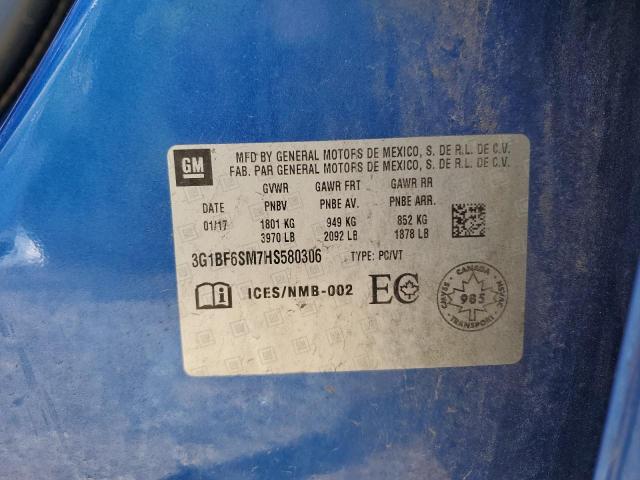 GM
MFD BY GENERAL MOTORS DE MEXICO, S. DE R.L. DE C.V.
FAB. PAR GENERAL MOTORS DE MEXICO, S. DE R.L. DE C.V.
GVWR GAWR FRT GAWR RR
DATE PNBV PNBE AV. PNBE ARR.
01/17 1801 KG 949 KG 852 KG
3970 LB 2092 LB 1878 LB
3G1BF6SM7HS580306 TYPE: PC/VT
ICES/NMB-002 EC
CANADA
CMVSS 985 NSVAC
TRANSPORT